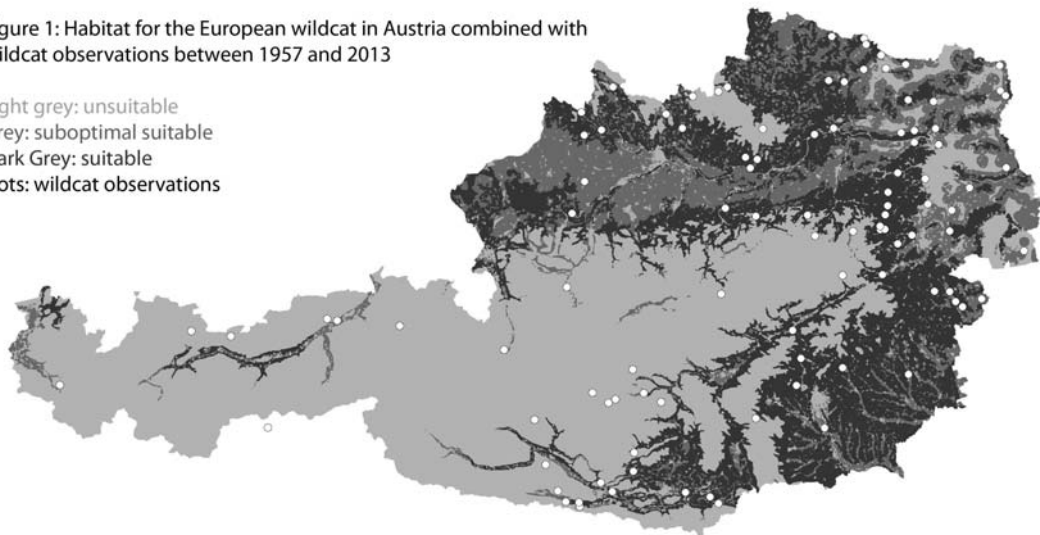 igure 1: Habitat for the European wildcat in Austria combined with
ildcat observations between 1957 and 2013
ght grey: unsuitable
rey: suboptimal suitable
ark Grey: suitable
ots: wildcat observations